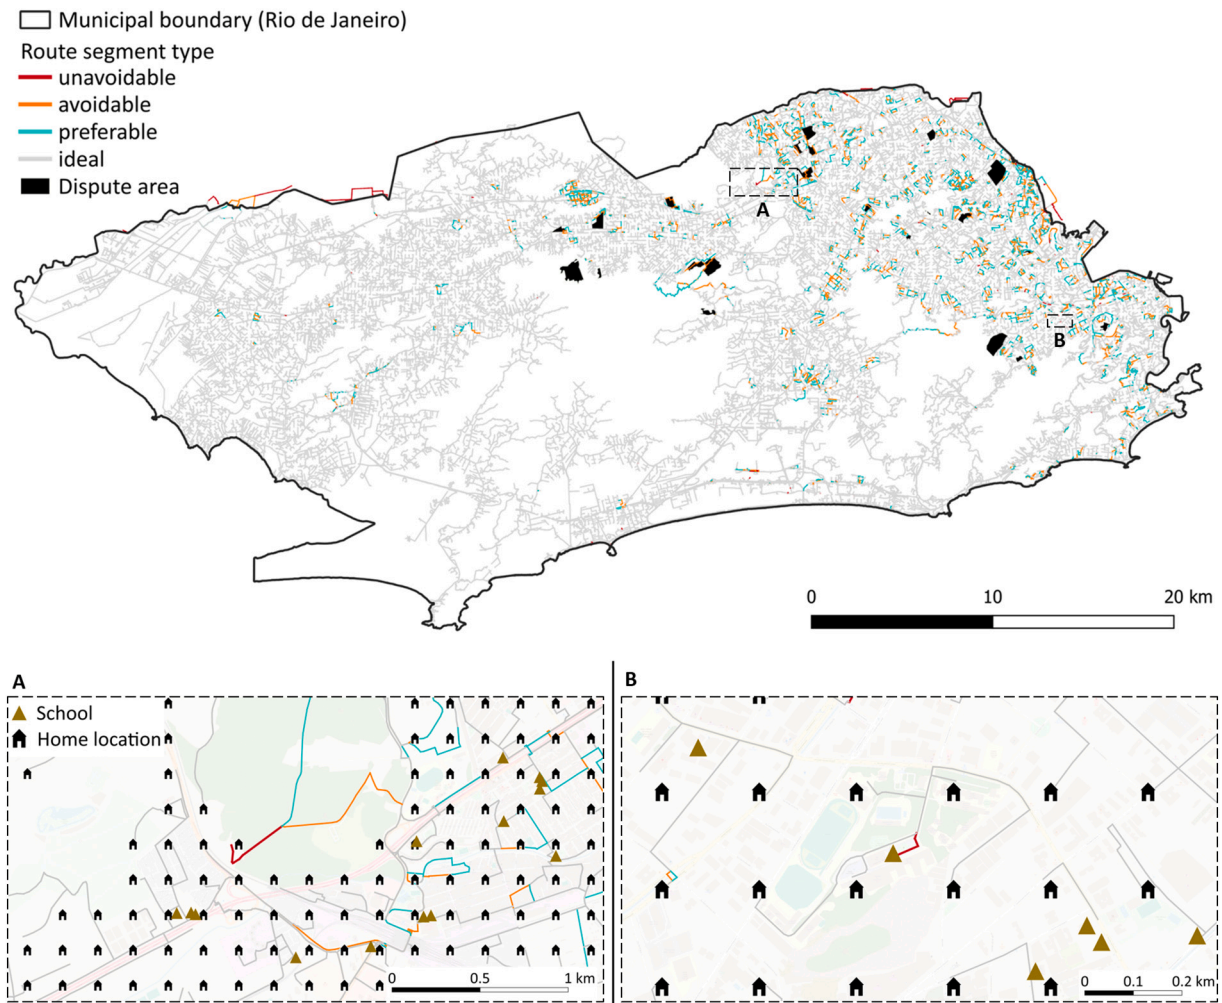 Municipal boundary (Rio de Janeiro)
Route segment type
unavoidable
avoidable
preferable
ideal
Dispute area
A
B
0 10 20 km
A
School
Home location
0 0.5 1 km
B
0 0.1 0.2 km